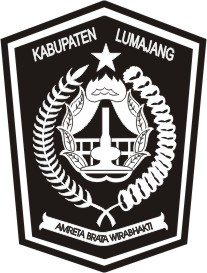 KABUPATEN LUMAJANG
AMRETA BRATA WIRABHAKTI